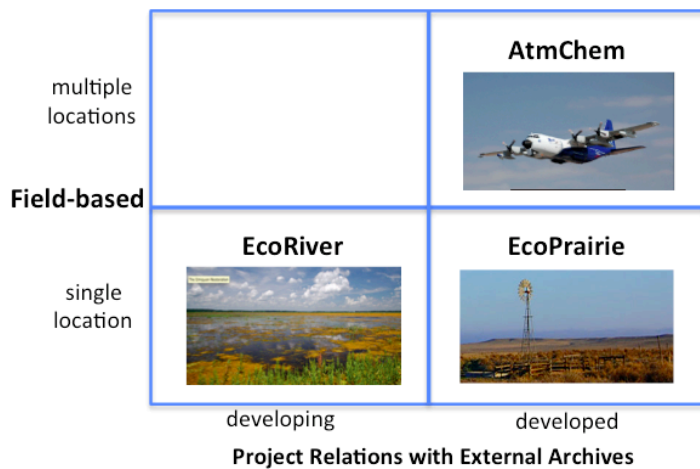 AtmChem
multiple
locations
Field-based
EcoRiver
EcoPrairie
single
location
developing
developed
Project Relations with External Archives